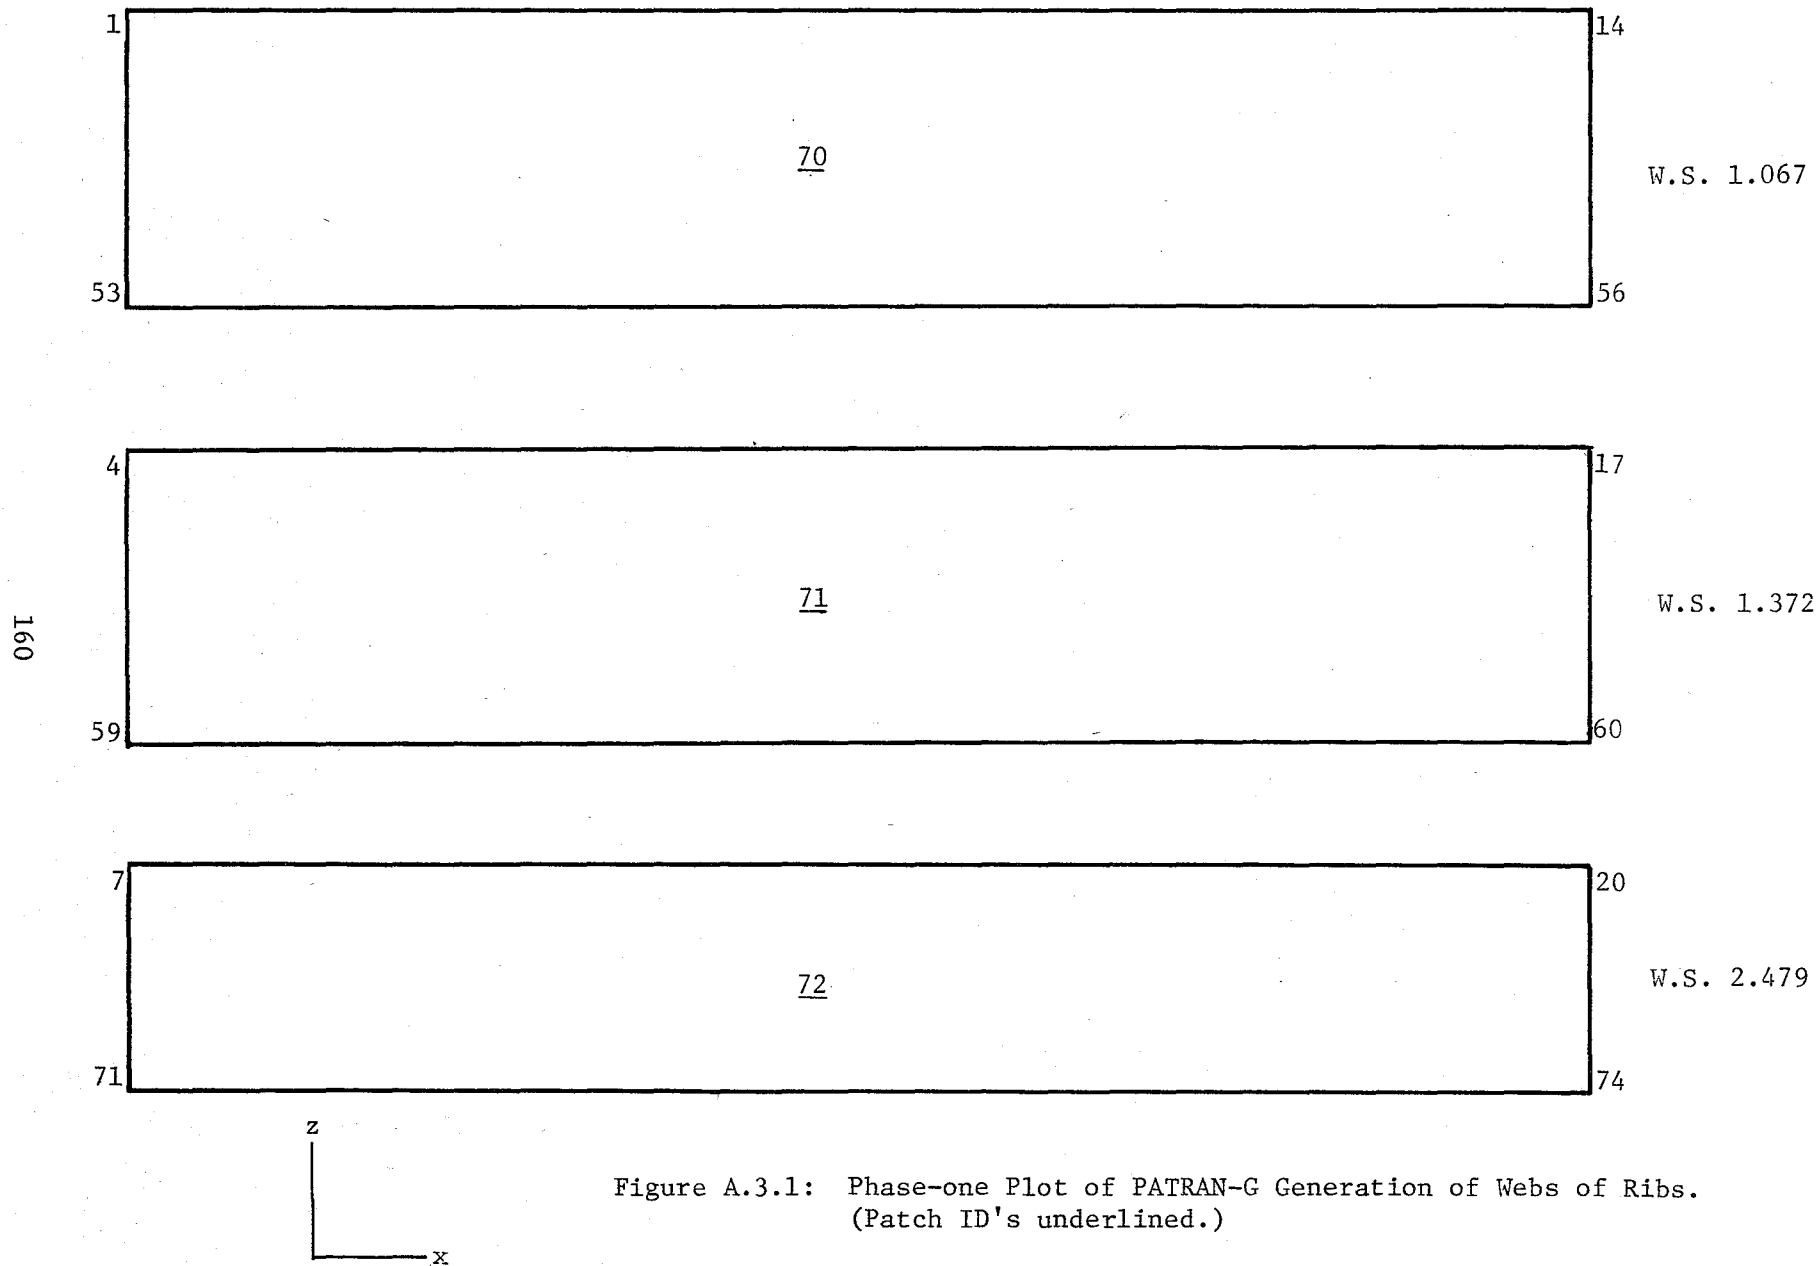 1
14
70
W.S. 1.067
53
56
4
17
71
W.S. 1.372
160
59
60
7
20
72
W.S. 2.479
71
74
z
x
Figure A.3.1: Phase-one Plot of PATRAN-G Generation of Webs of Ribs.
(Patch ID's underlined.)